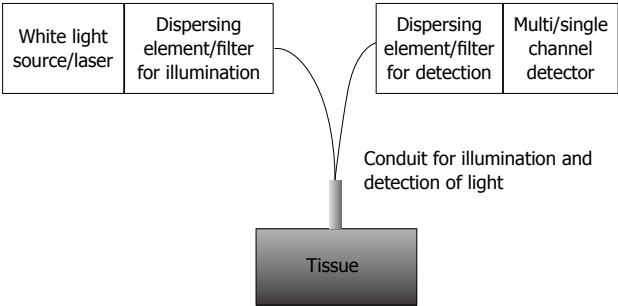 White light
source/laser
Dispersing
element/filter
for illumination
Dispersing
element/filter
for detection
Multi/single
channel
detector
Conduit for illumination and
detection of light
Tissue